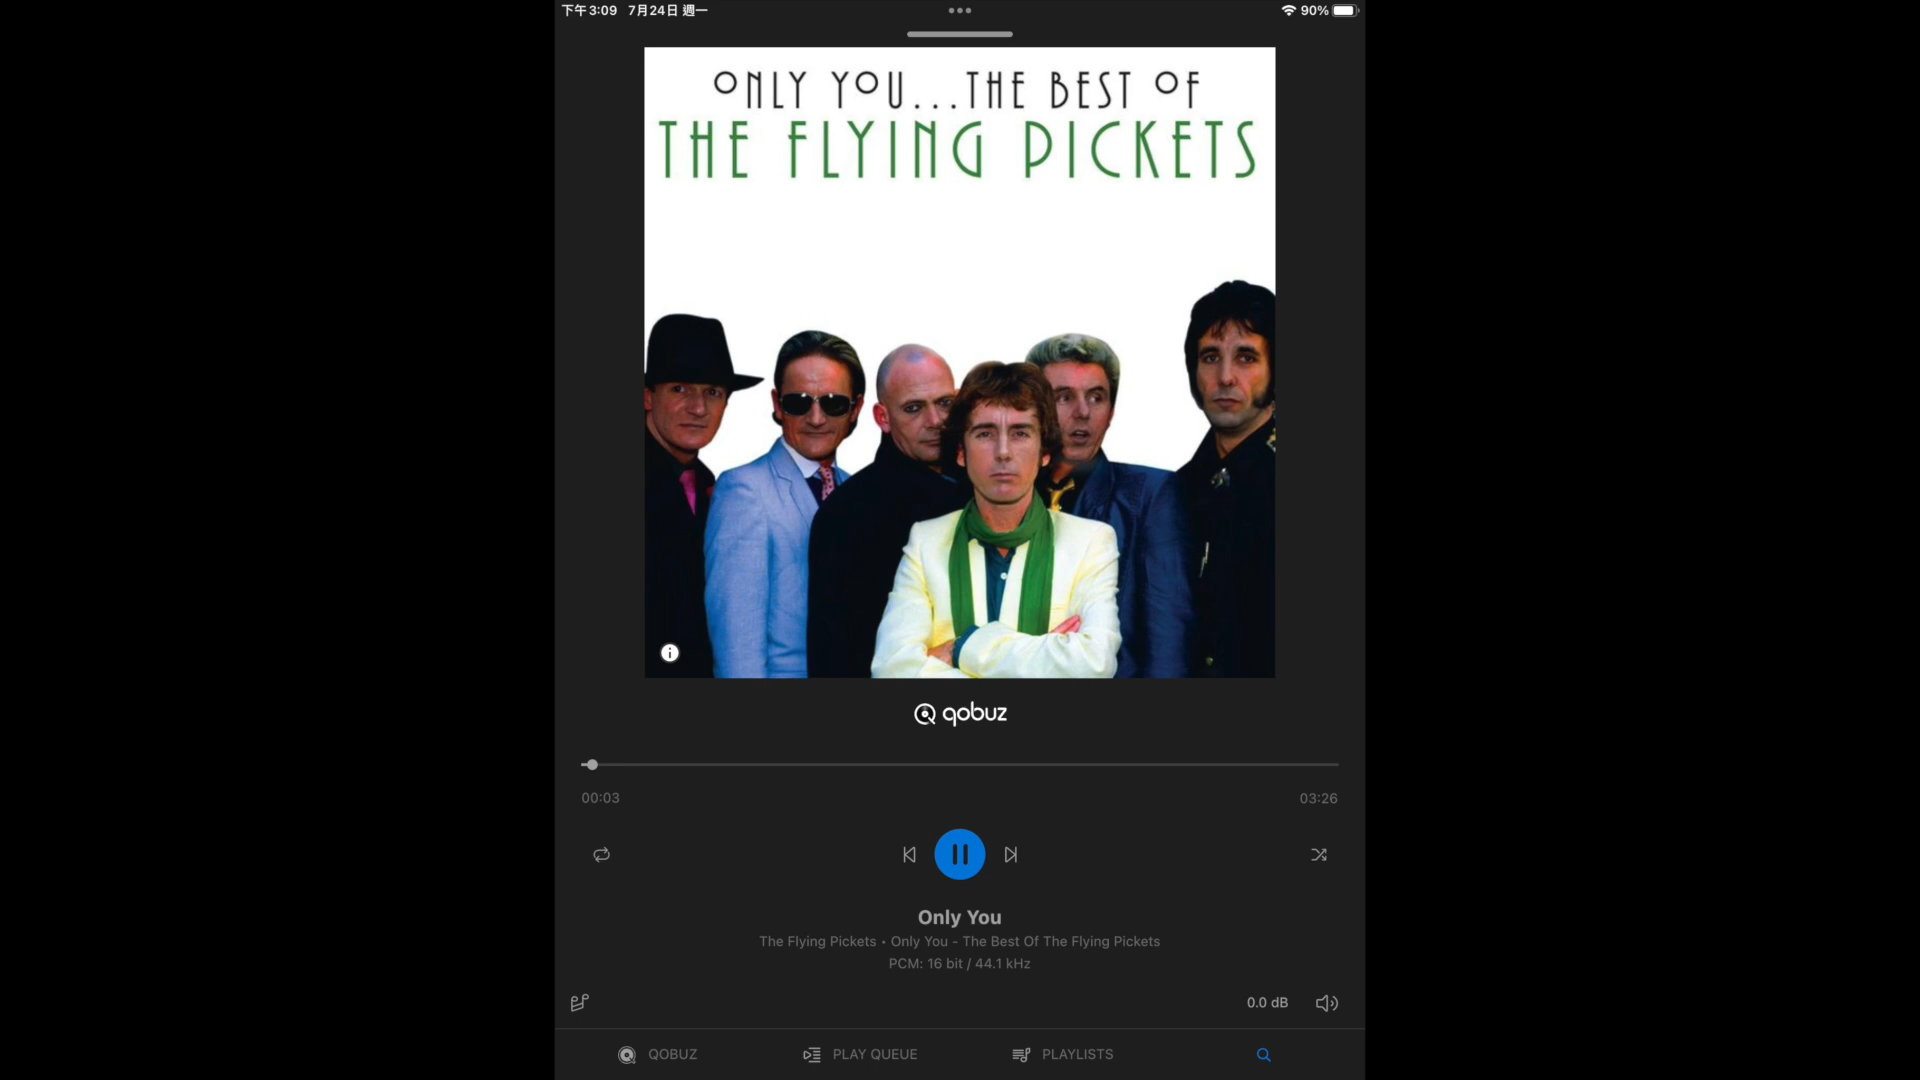 下午3:09 7月24日 週一
90%
ONLY YOU...THE BEST OF
THE FLYING PICKETS
qobuz
00:03
03:26
Only You
The Flying Pickets • Only You - The Best Of The Flying Pickets
PCM: 16 bit / 44.1 kHz
0.0 dB
QOBUZ
PLAY QUEUE
PLAYLISTS